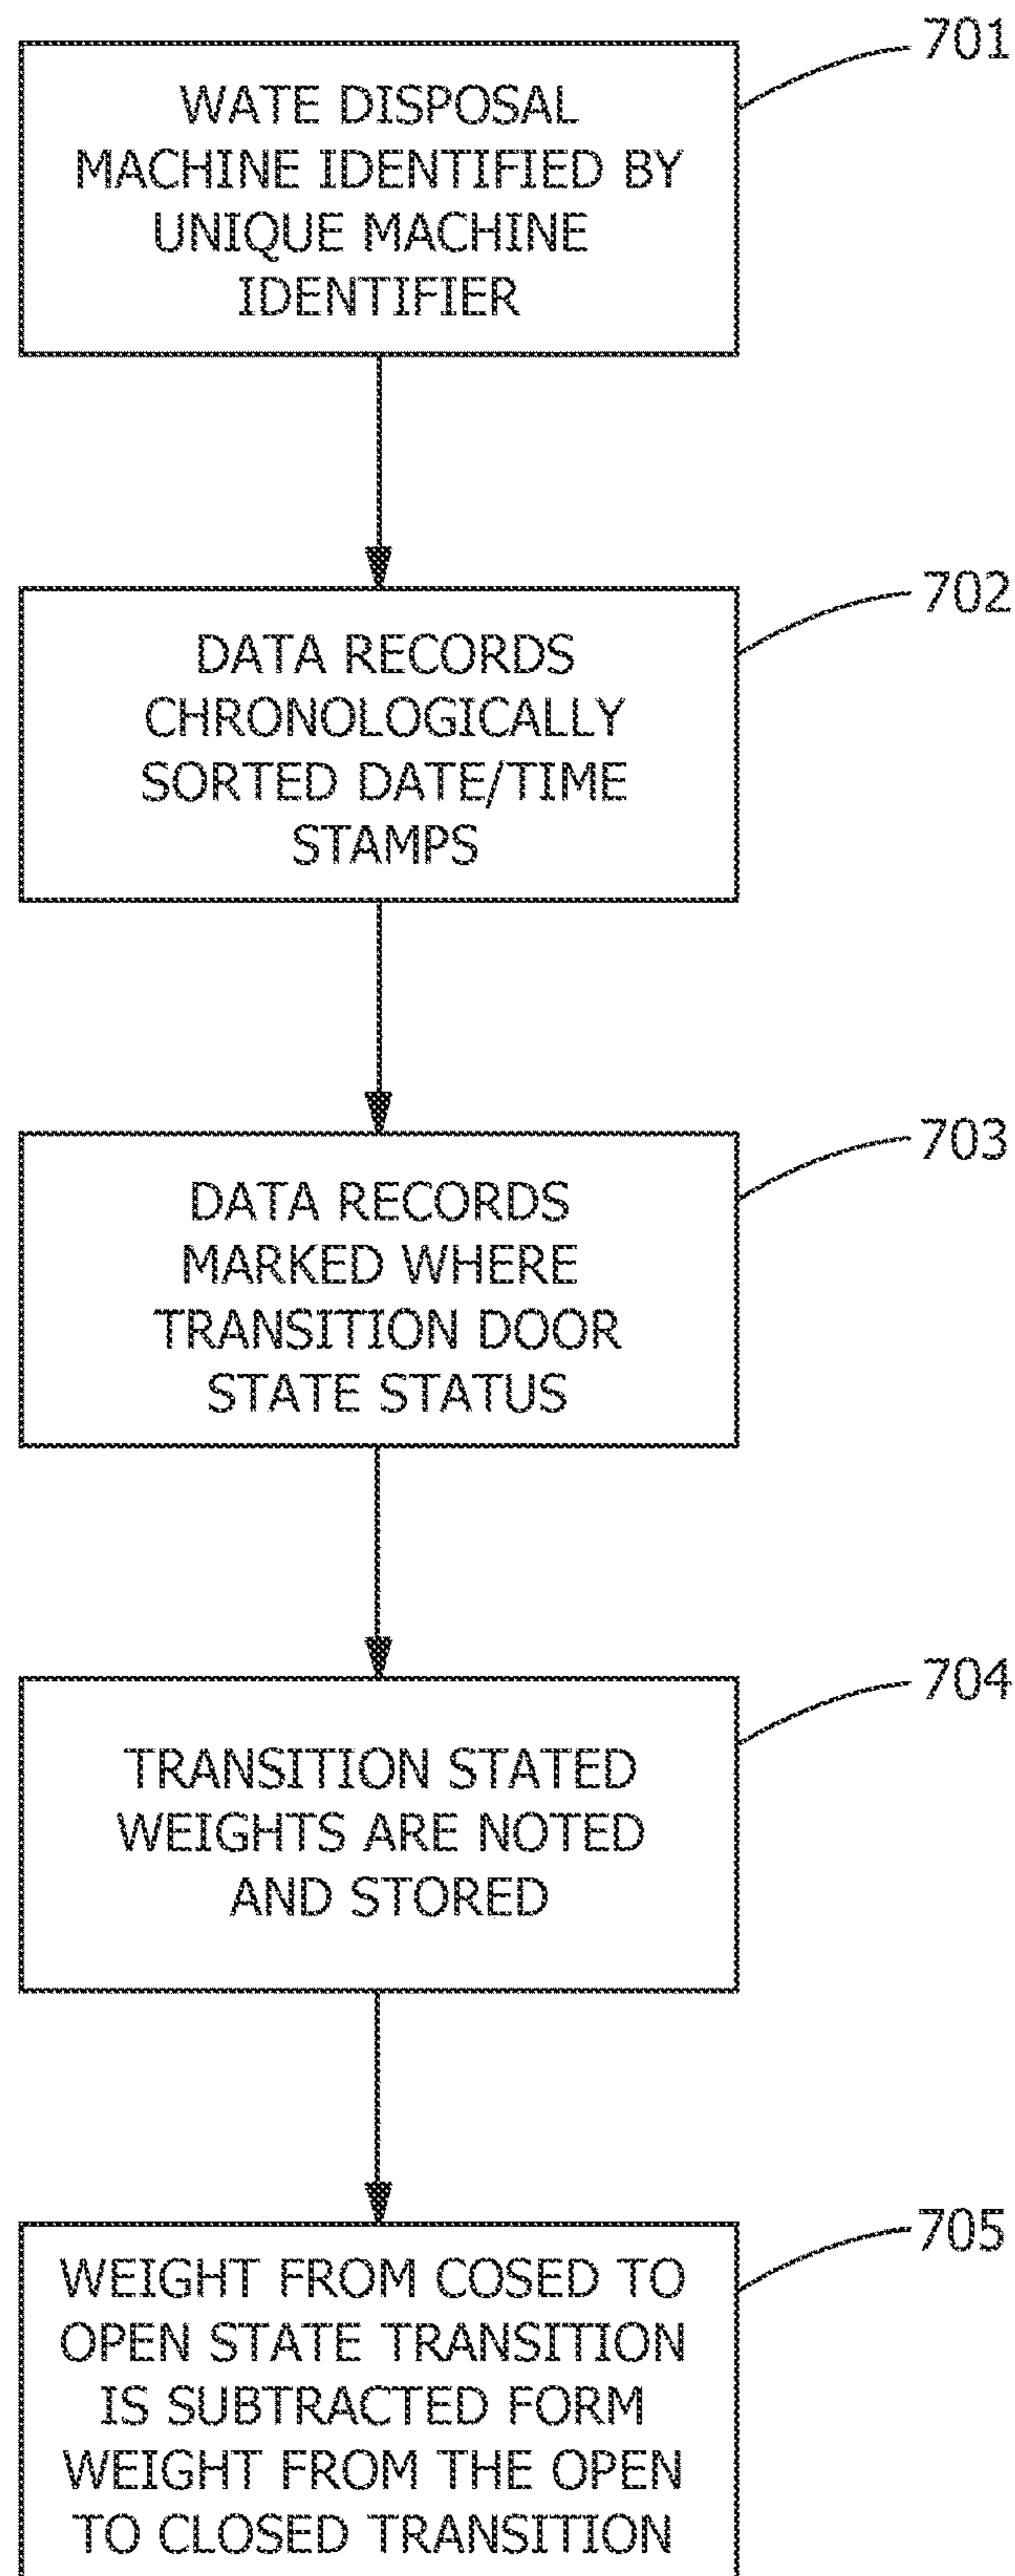 701
WATE DISPOSAL
MACHINE IDENTIFIED BY
UNIQUE MACHINE
IDENTIFIER
702
DATA RECORDS
CHRONOLOGICALLY
SORTED DATE/TIME
STAMPS
703
DATA RECORDS
MARKED WHERE
TRANSITION DOOR
STATE STATUS
704
TRANSITION STATED
WEIGHTS ARE NOTED
AND STORED
705
WEIGHT FROM COSED TO
OPEN STATE TRANSITION
IS SUBTRACTED FORM
WEIGHT FROM THE OPEN
TO CLOSED TRANSITION